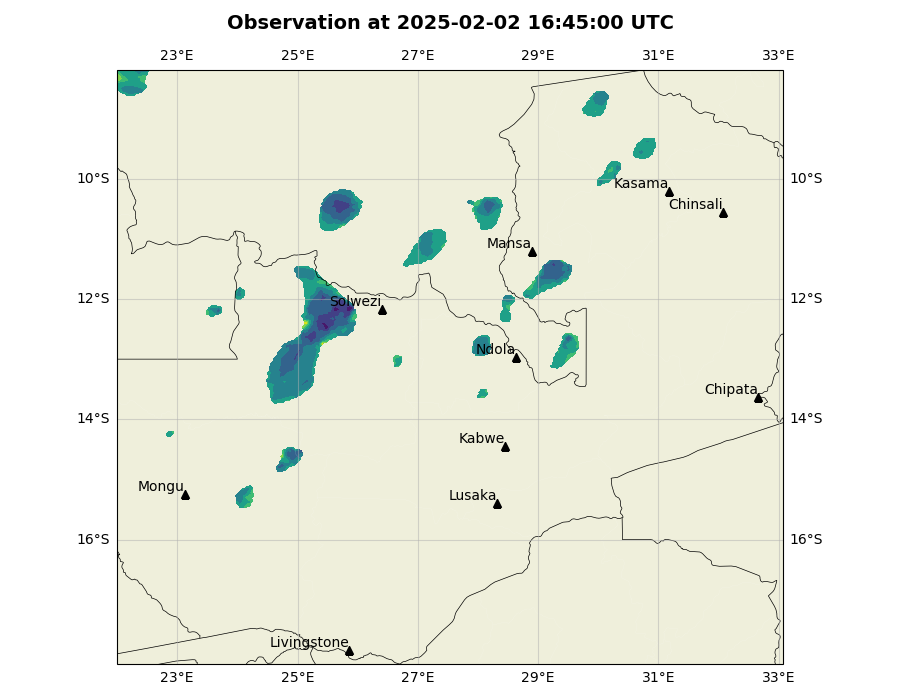 Observation at 2025-02-02 16:45:00 UTC
23°E 25°E 27°E 29°E 31°E 33°E
10°S 10°S
Kasama
Chinsali
Mansa
12°S 12°S
Solwezi
Ndola
Chipata
14°S 14°S
Kabwe
Mongu
Lusaka
16°S 16°S
Livingstone
23°E 25°E 27°E 29°E 31°E 33°E